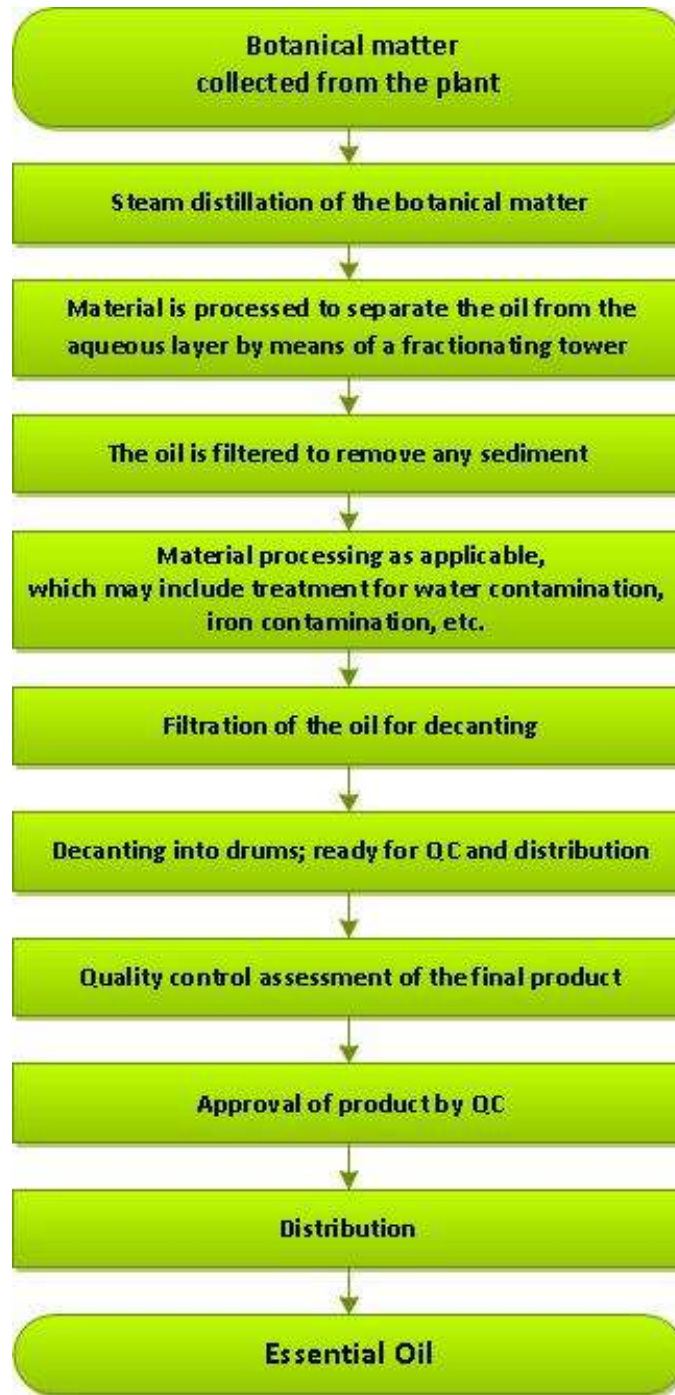 Botanical matter
collected from the plant
Steam distillation of the botanical matter
Material is processed to separate the oil from the
aqueous layer by means of a fractionating tower
The oil is filtered to remove any sediment
Material processing as applicable,
which may include treatment for water contamination,
iron contamination, etc.
Filtration of the oil for decanting
Decanting into drums; ready for QC and distribution
Quality control assessment of the final product
Approval of product by QC
Distribution
Essential Oil